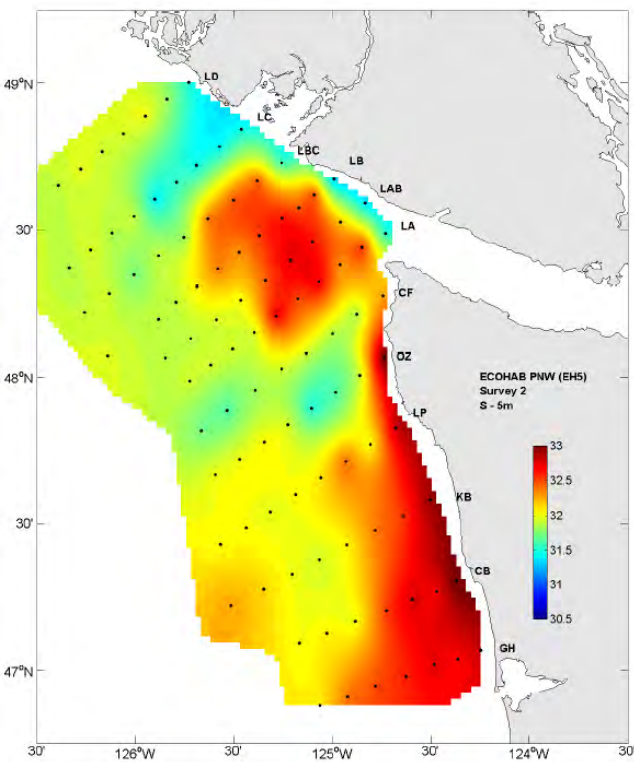 49°N
LD
LC
LBC
LB
LAB
30'
LA
CF
48°N
OZ
ECOHAB PNW (EH5)
Survey 2
S - 5m
LP
33
32.5
32
31.5
31
30.5
KB
30'
CB
GH
47°N
30'
126°W
30'
125°W
30'
124°W
30'